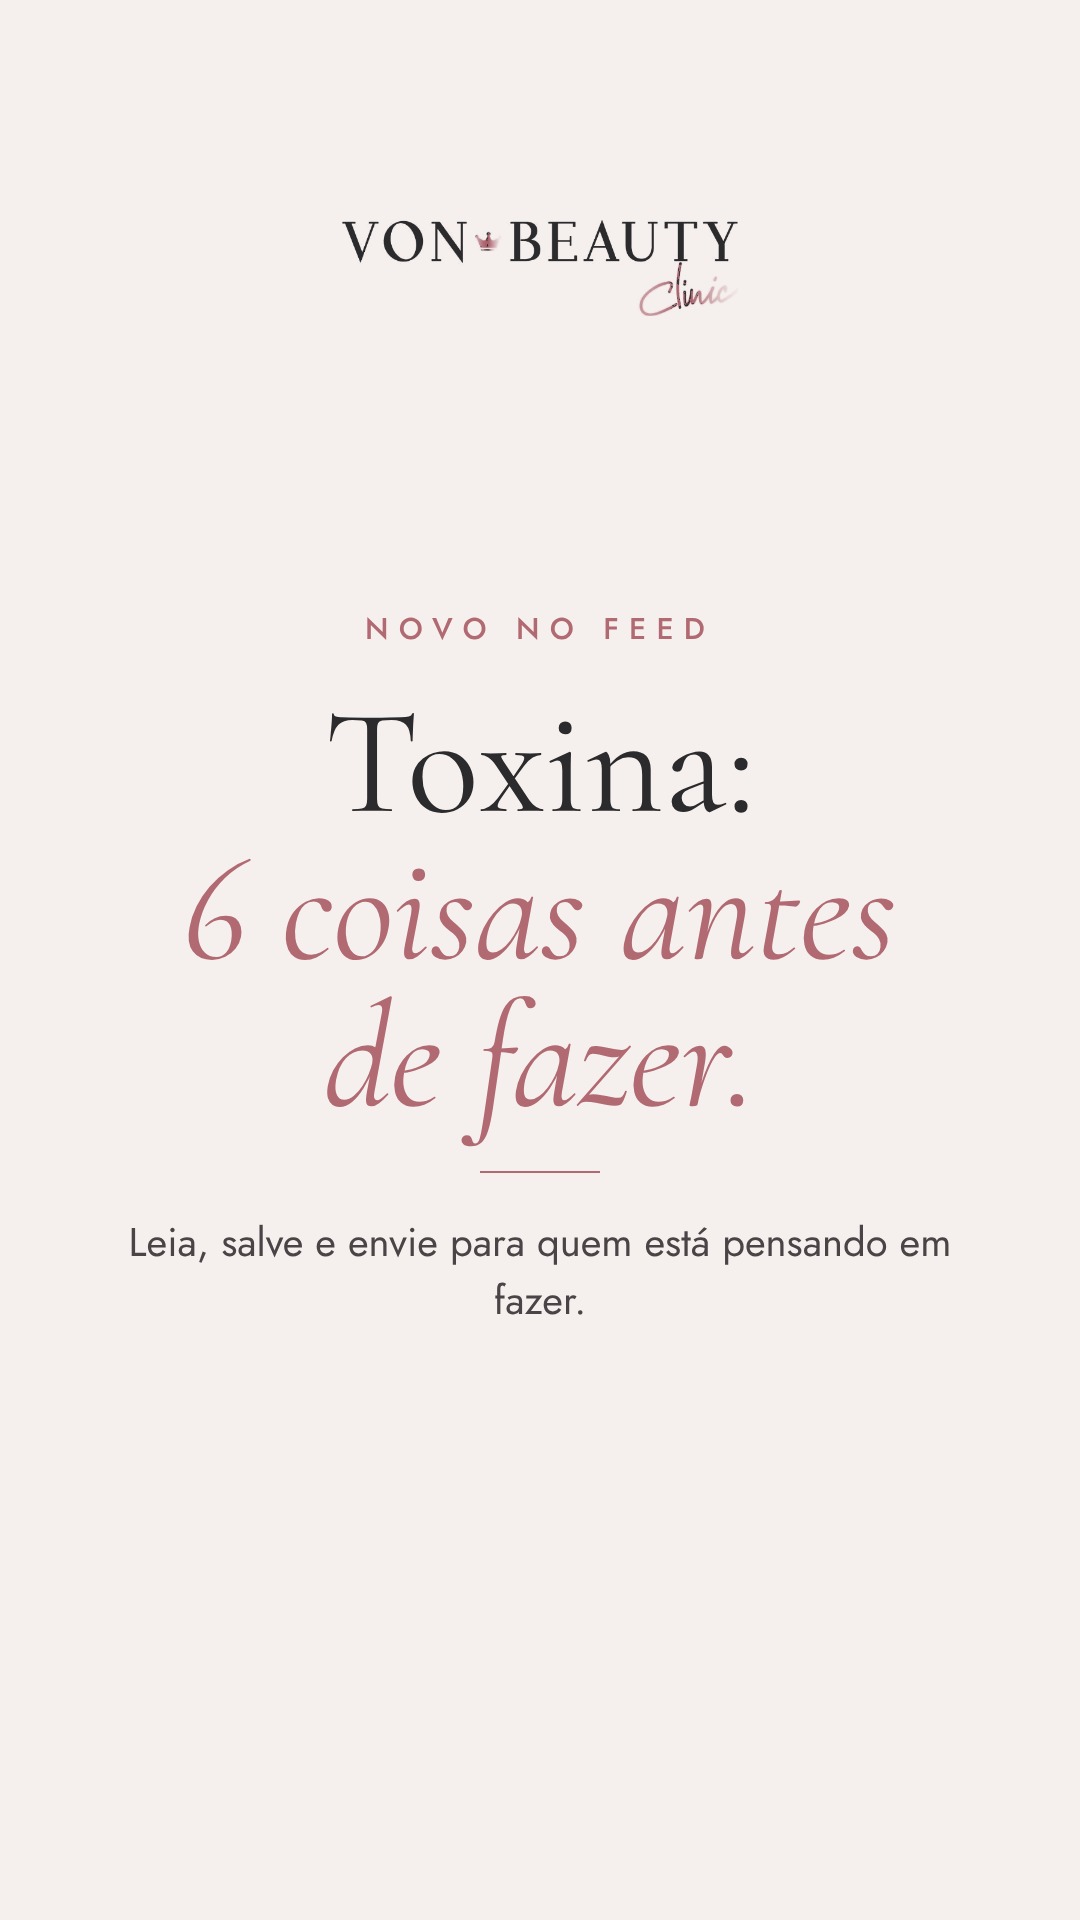 VON BEAUTY
Clinic
NOVO NO FEED
Toxina:
6 coisas antes
de fazer.
Leia, salve e envie para quem está pensando em
fazer.